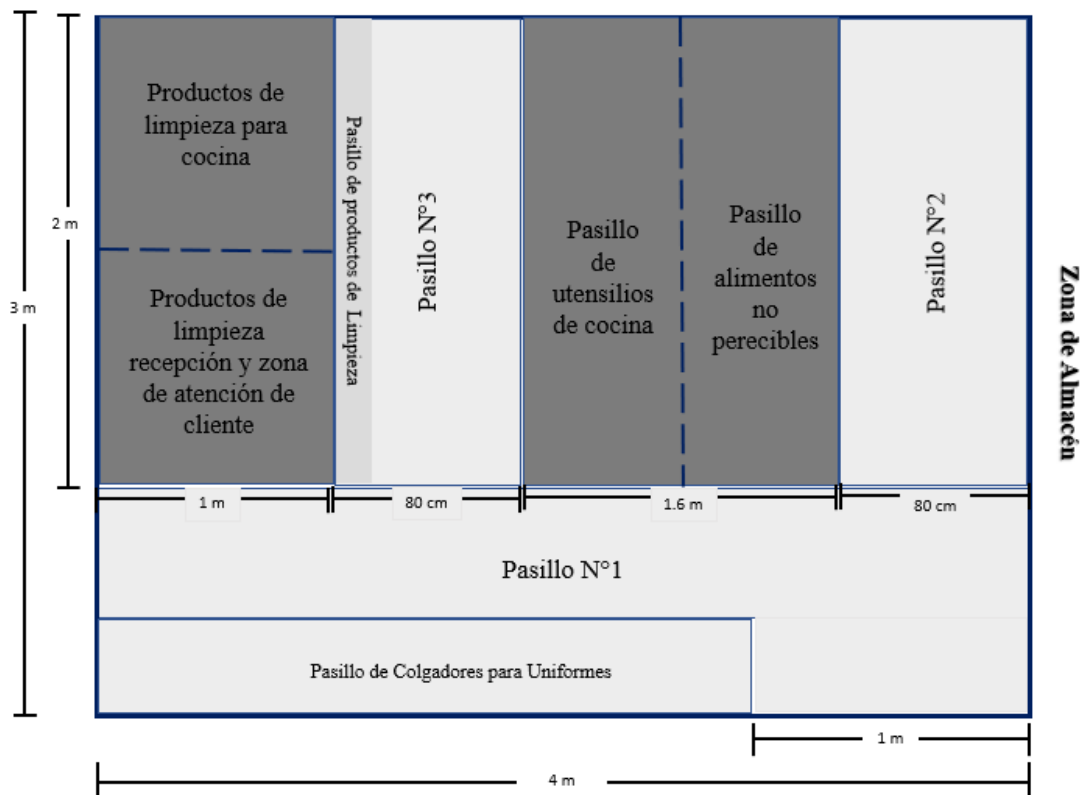 Productos de
limpieza para
cocina
Productos de
limpieza
recepción y zona
de atención de
cliente
Pasillo de productos de Limpieza
Pasillo N°3
Pasillo
de
utensilios
de cocina
Pasillo
de
alimentos
no
perecibles
Pasillo N°2
Zona de Almacén
2 m
3 m
1 m
80 cm
1.6 m
80 cm
Pasillo N°1
Pasillo de Colgadores para Uniformes
1 m
4 m